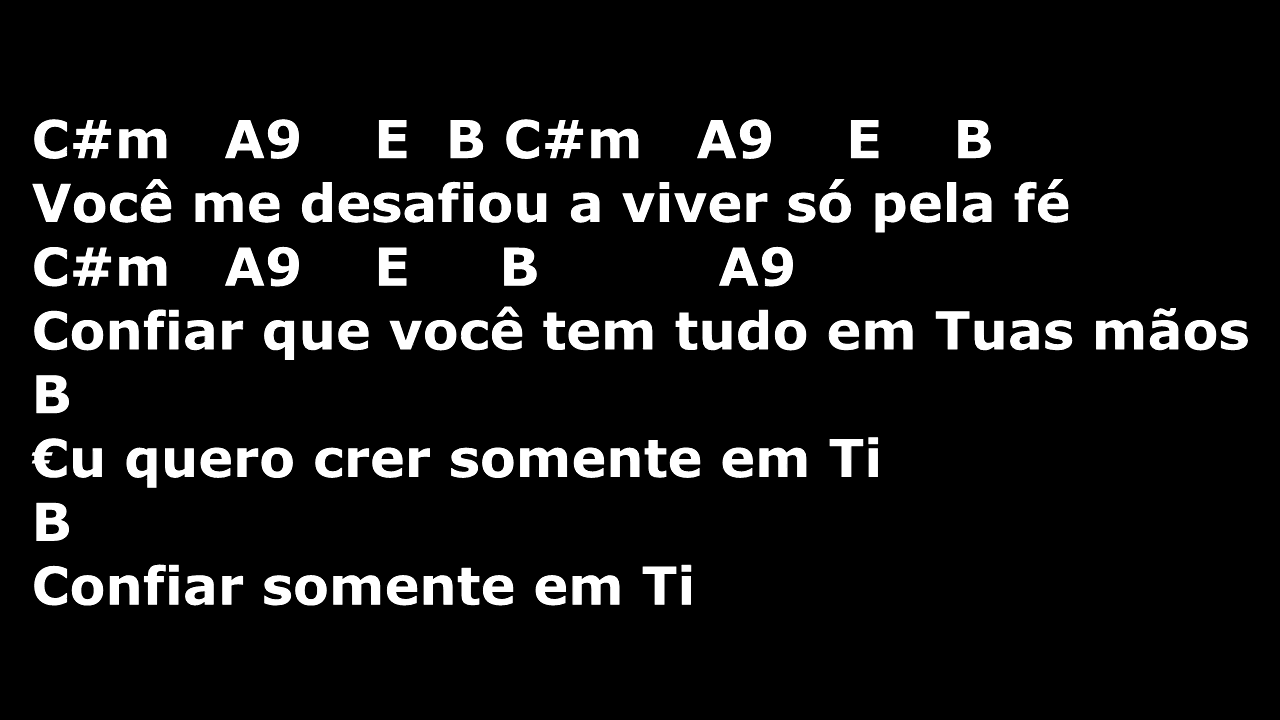 C#m   A9    E  B C#m   A9    E    B
Você me desafiou a viver só pela fé
C#m   A9    E     B          A9
Confiar que você tem tudo em Tuas mãos
B
€u quero crer somente em Ti
B
Confiar somente em Ti